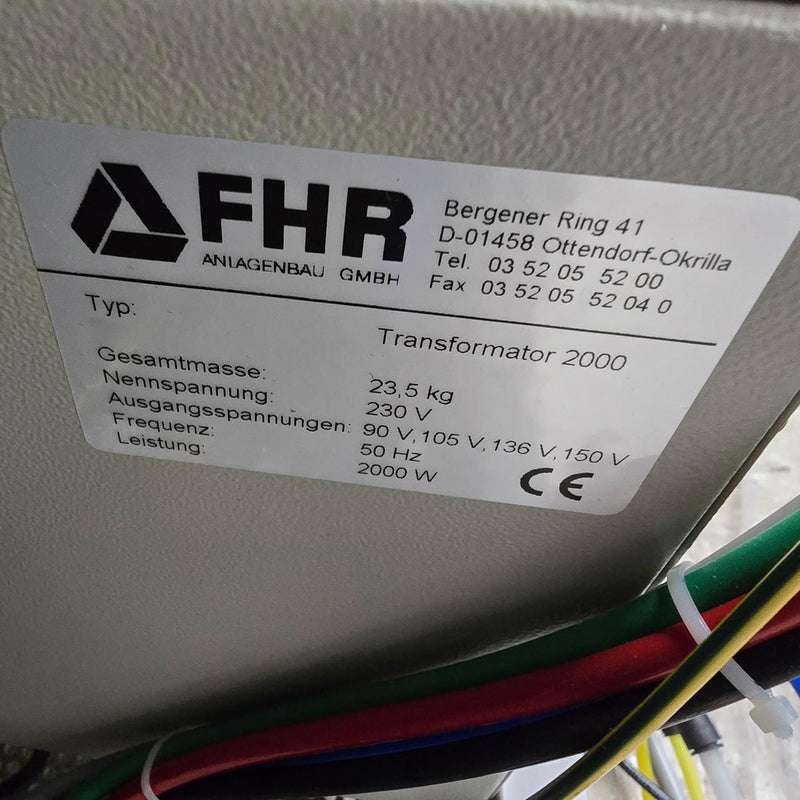 FHR
ANLAGENBAU GMBH
Bergener Ring 41
D-01458 Ottendorf-Okrilla
Tel. 03 52 05 52 00
Fax 03 52 05 52 04 0
Typ: Transformator 2000
Gesamtmasse: 23,5 kg
Nennspannung: 230 V
Ausgangsspannungen: 90 V,105 V,136 V,150 V
Frequenz: 50 Hz
Leistung: 2000 W
CE